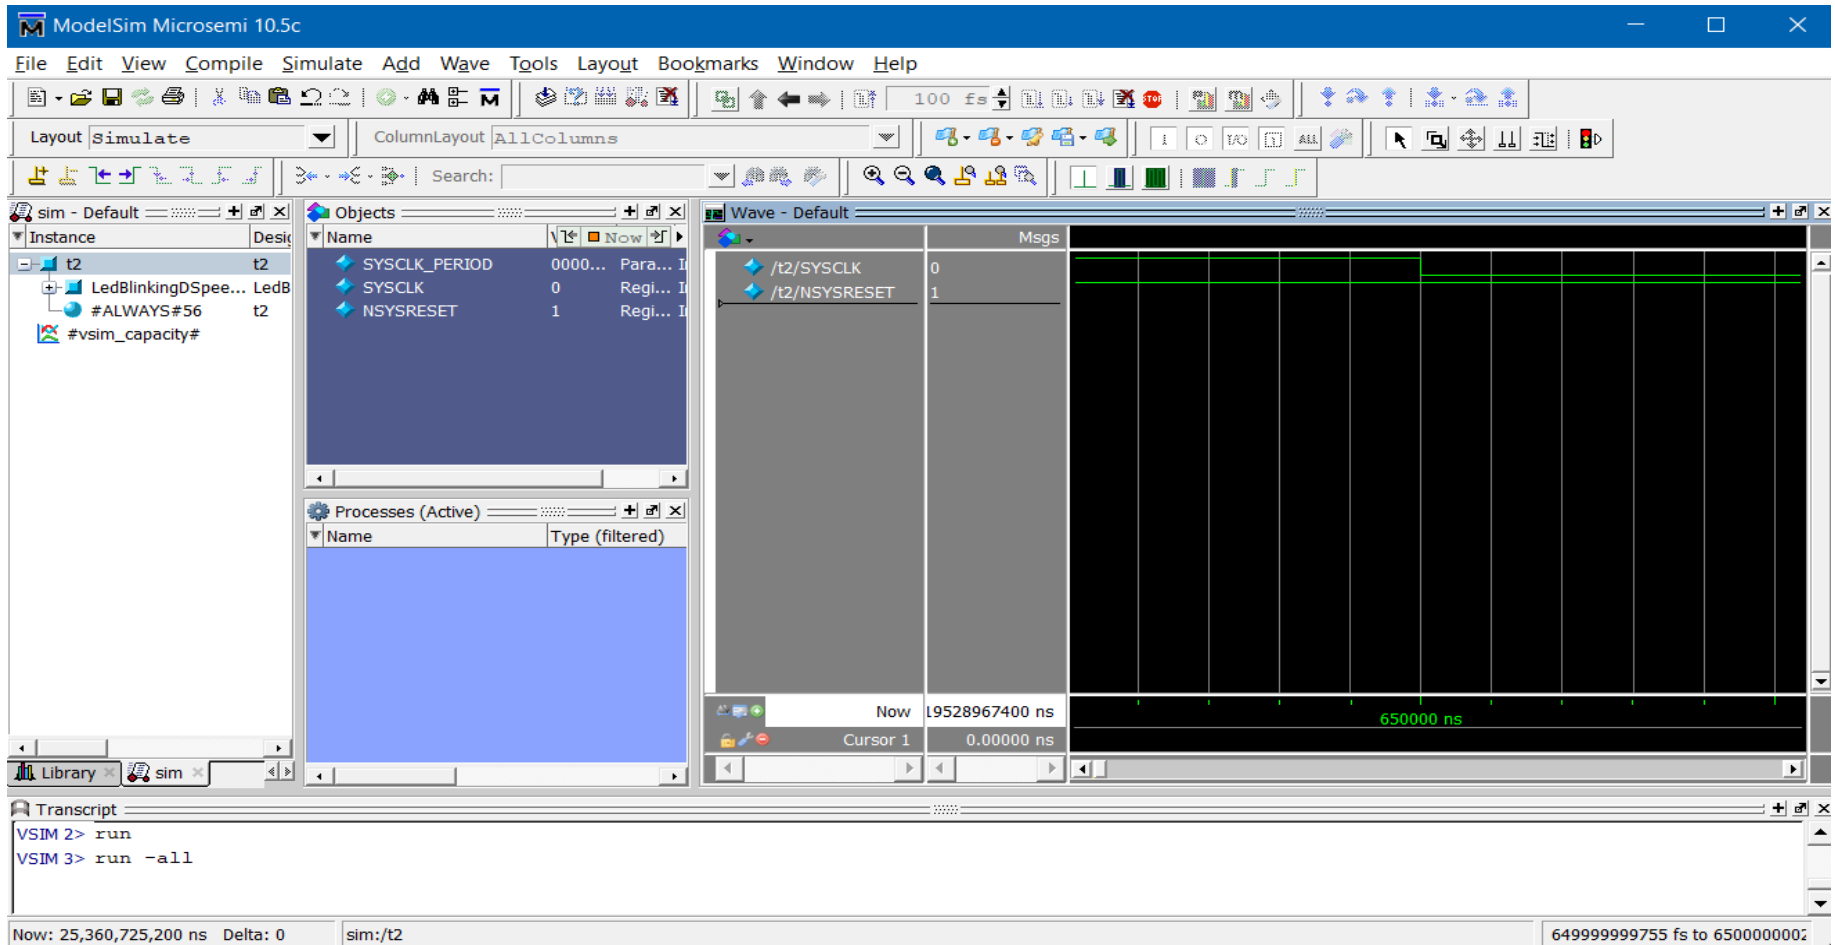 ModelSim Microsemi 10.5c
File Edit View Compile Simulate Add Wave Tools Layout Bookmarks Window Help
100 fs
Layout Simulate
ColumnLayout AllColumns
Search:
sim - Default
Instance
t2 t2
LedBlinkingDSpee... LedB
#ALWAYS#56 t2
#vsim_capacity#
Library
sim
Objects
Name
Now
SYSCLK_PERIOD 0000... Para...
SYSCLK 0 Regi...
NSYSRESET 1 Regi...
Processes (Active)
Name Type (filtered)
Wave - Default
Msgs
/t2/SYSCLK 0
/t2/NSYSRESET 1
Now 19528967400 ns
650000 ns
Cursor 1 0.00000 ns
Transcript
VSIM 2> run
VSIM 3> run -all
Now: 25,360,725,200 ns Delta: 0
sim:/t2
649999999755 fs to